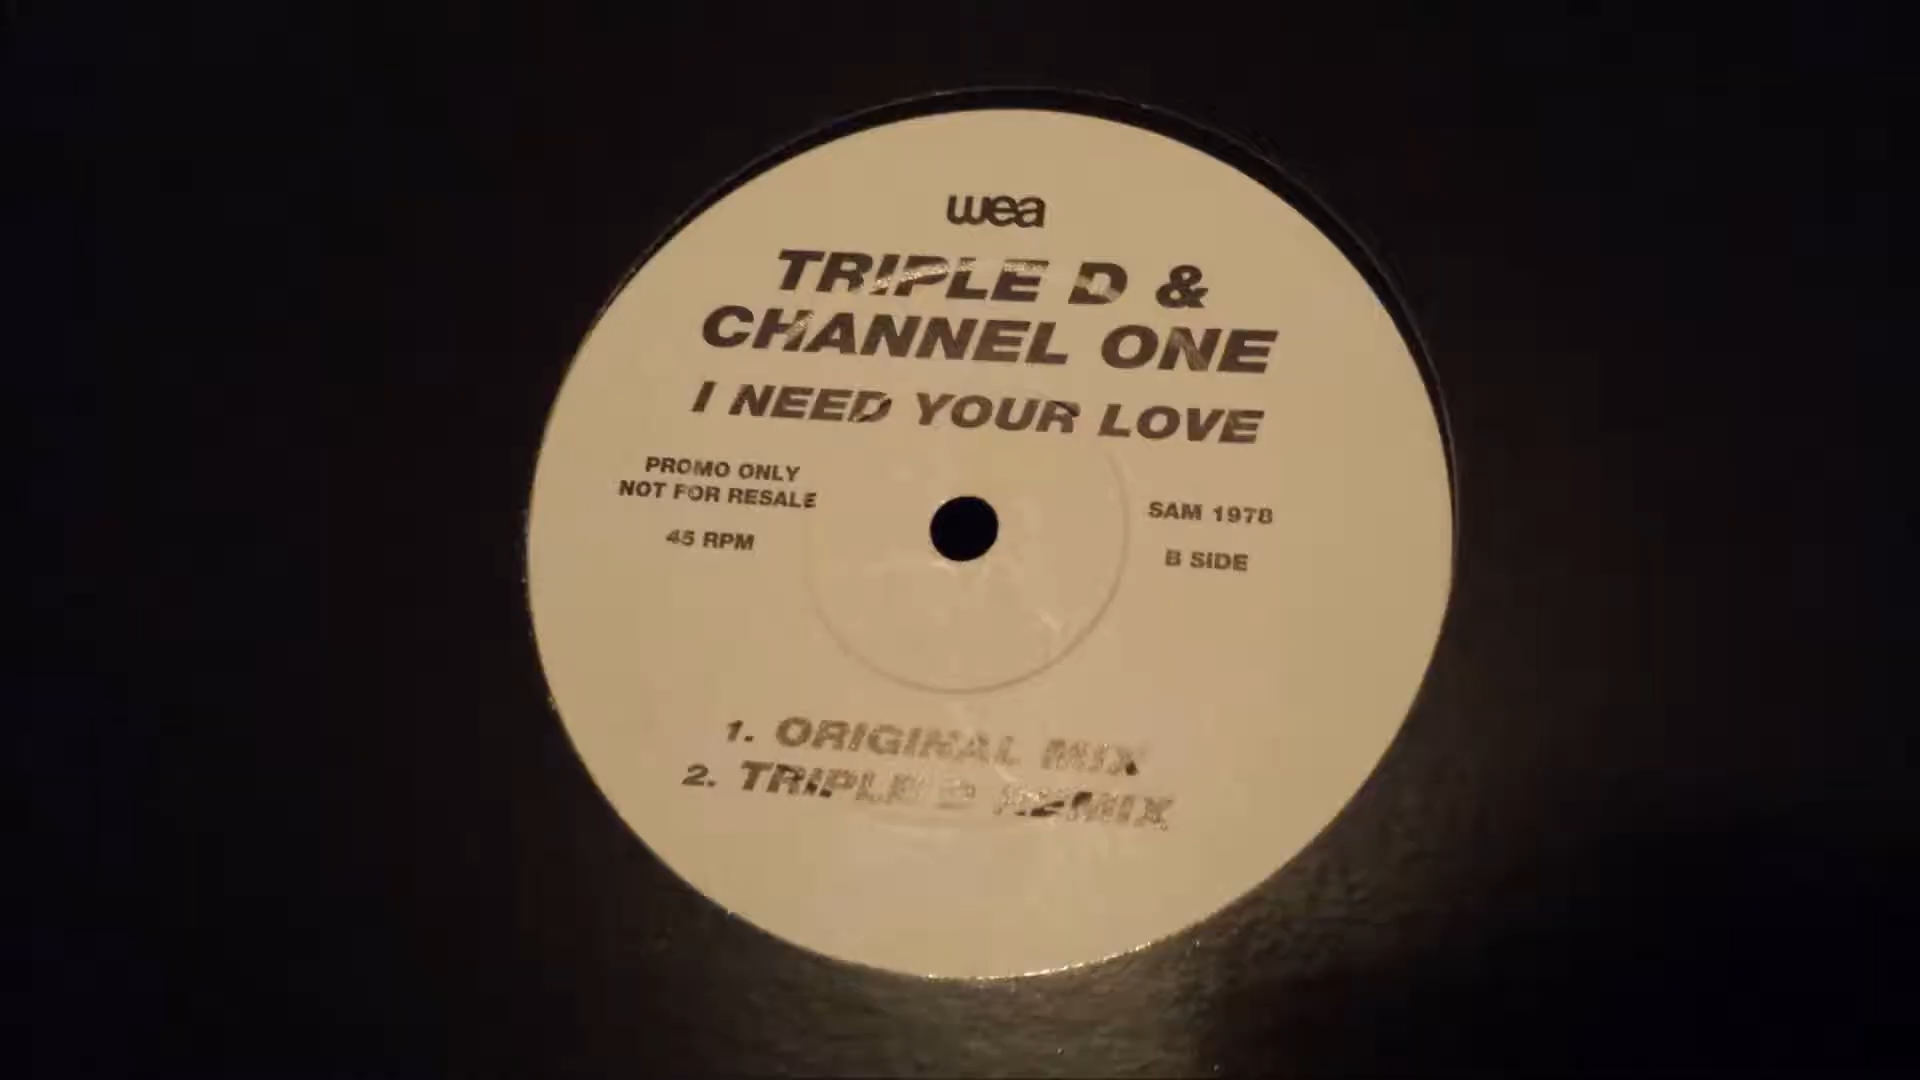 wea
TRIPLE D &
CHANNEL ONE
I NEED YOUR LOVE
PROMO ONLY
NOT FOR RESALE
45 RPM
SAM 1978
B SIDE
1. ORIGINAL MIX
2. TRIPLE D REMIX